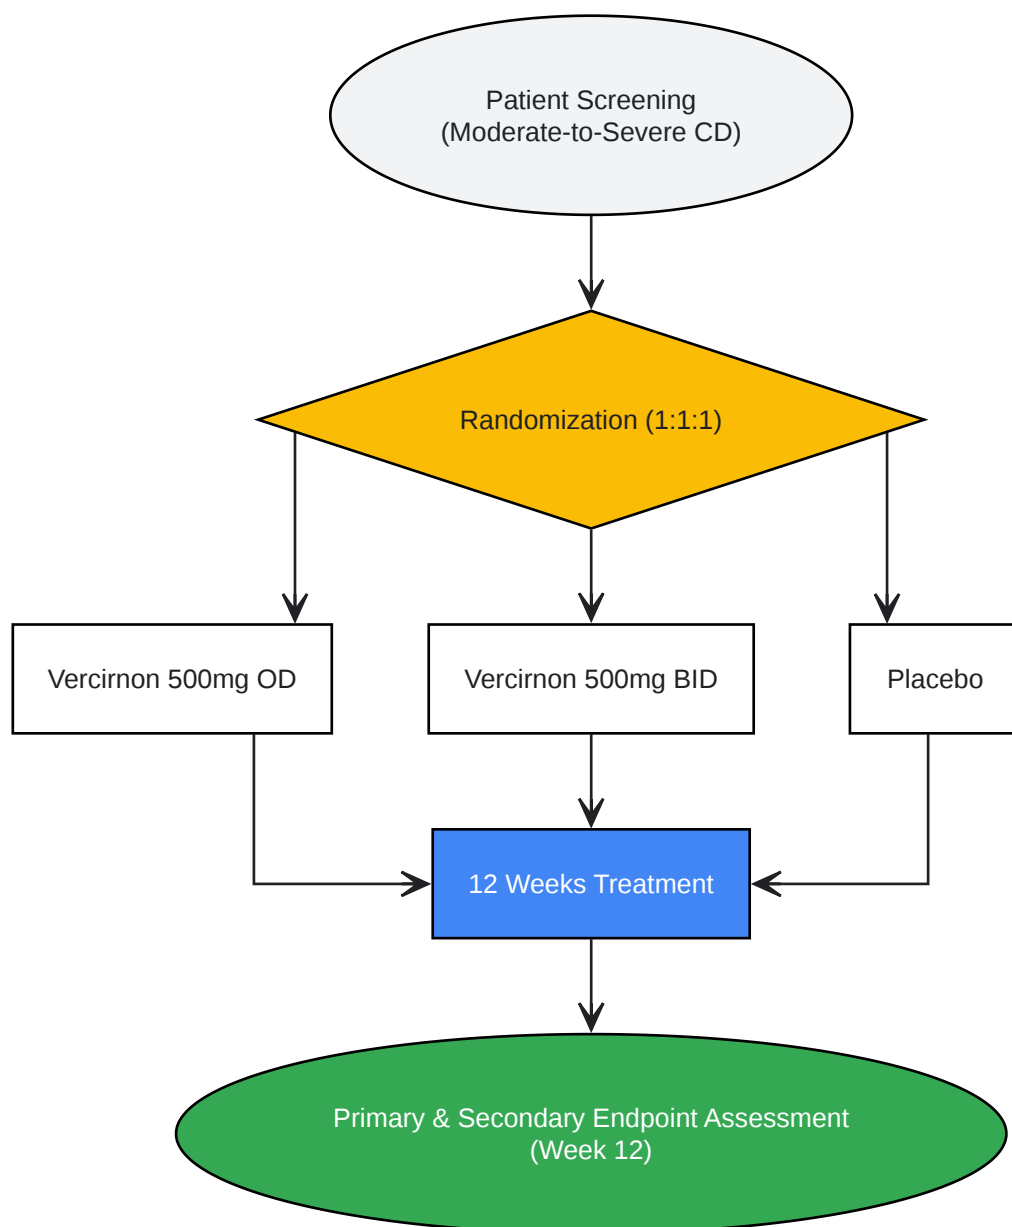 Patient Screening
(Moderate-to-Severe CD)
Randomization (1:1:1)
Vercirnon 500mg OD
Vercirnon 500mg BID
Placebo
12 Weeks Treatment
Primary & Secondary Endpoint Assessment
(Week 12)